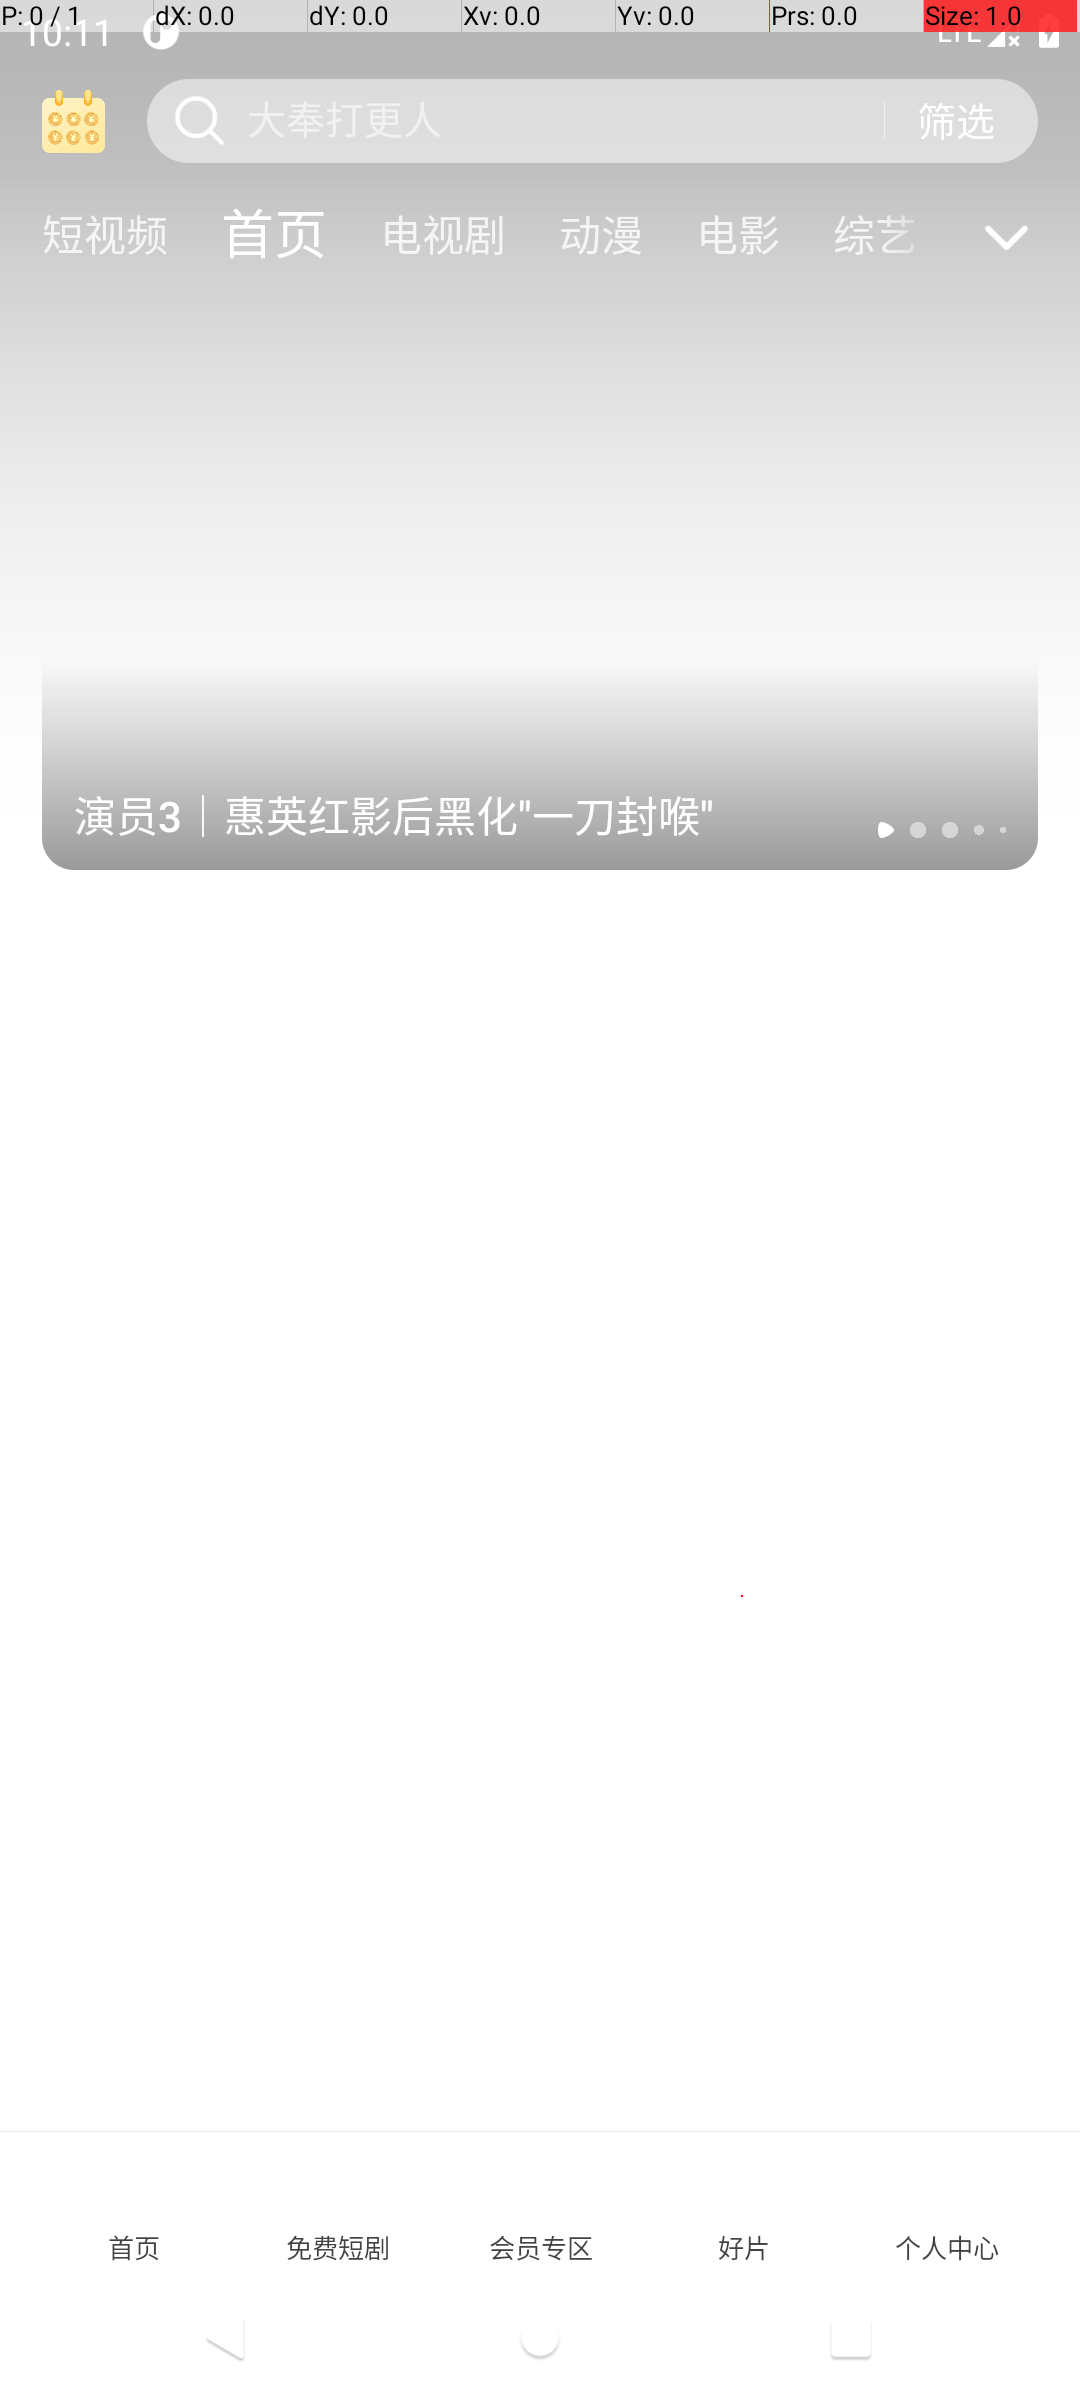 P: 0 / 1 dX: 0.0 dY: 0.0 Xv: 0.0 Yv: 0.0 Prs: 0.0 Size: 1.0
10:11 LTE
大奉打更人 筛选
短视频 首页 电视剧 动漫 电影 综艺
演员3｜惠英红影后黑化"一刀封喉"
首页 免费短剧 会员专区 好片 个人中心